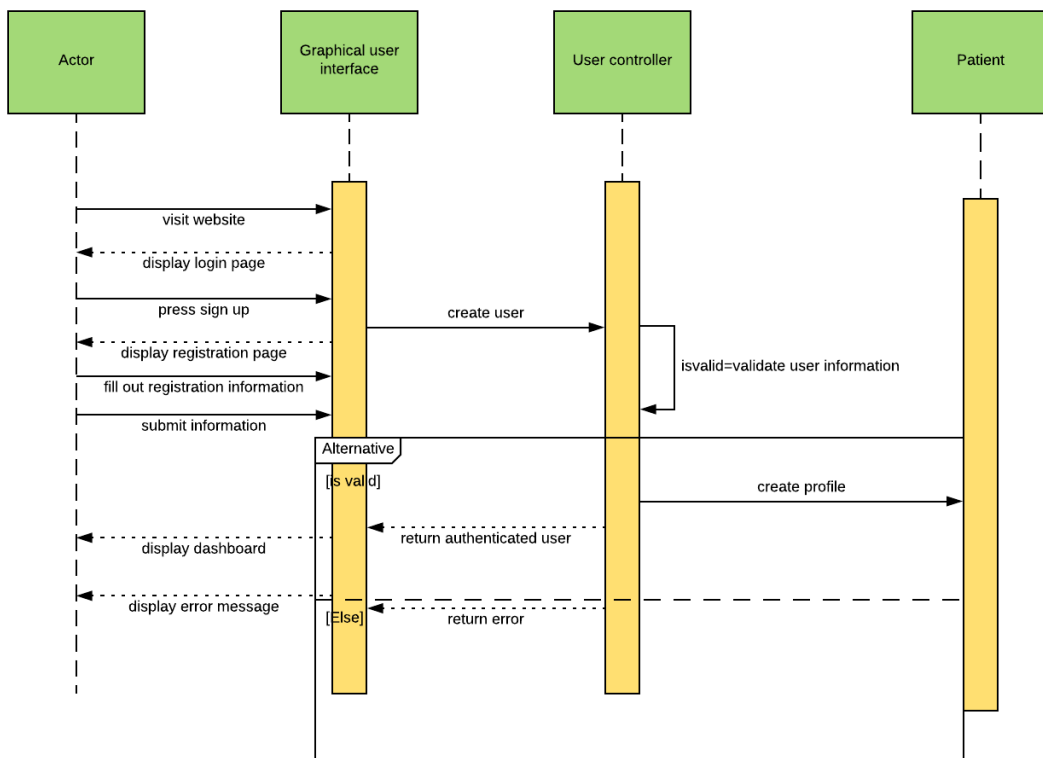 Actor
Graphical user
interface
User controller
Patient
visit website
display login page
press sign up
create user
display registration page
isvalid=validate user information
fill out registration information
submit information
Alternative
[is valid]
create profile
return authenticated user
display dashboard
display error message
[Else]
return error